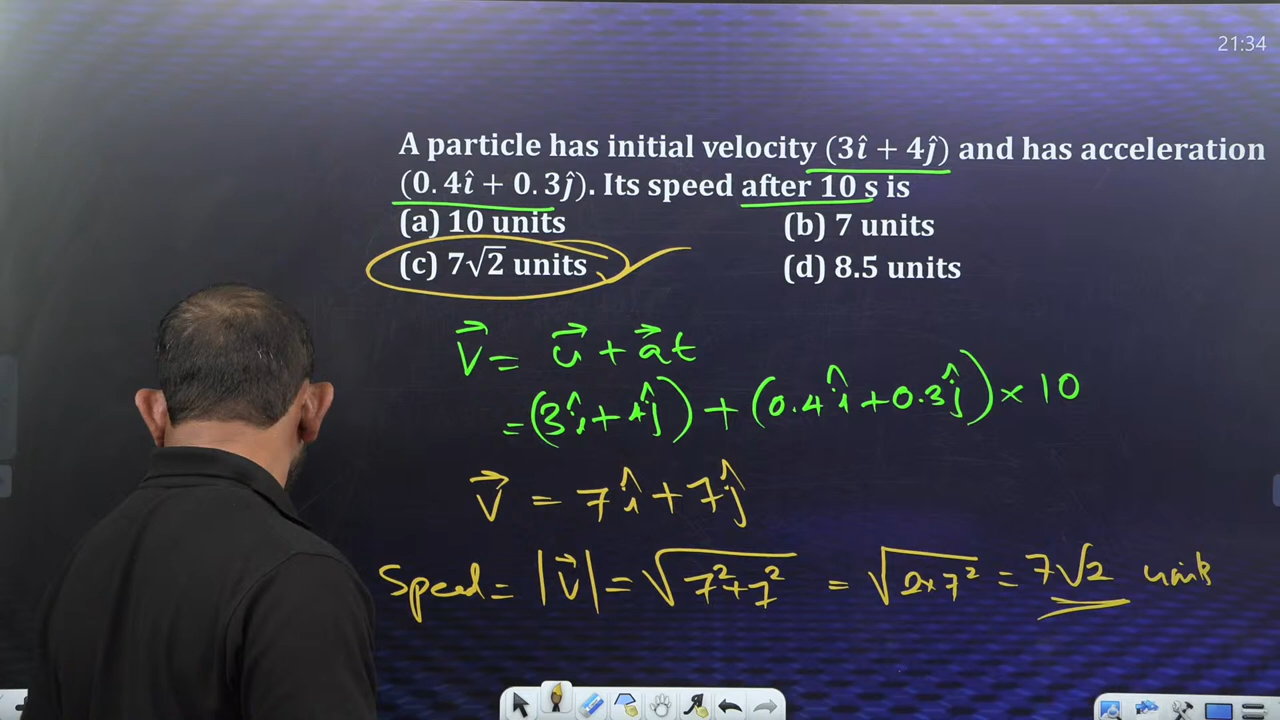 21:34
A particle has initial velocity (3î + 4ĵ) and has acceleration
(0.4î + 0.3ĵ). Its speed after 10 s is
(a) 10 units (b) 7 units
(c) 7√2 units (d) 8.5 units
V⃗ = u⃗ + a⃗t
= (3î + 4ĵ) + (0.4î + 0.3ĵ) × 10
V⃗ = 7î + 7ĵ
Speed = |V⃗| = √(7² + 7²) = √(2×7²) = 7√2 units